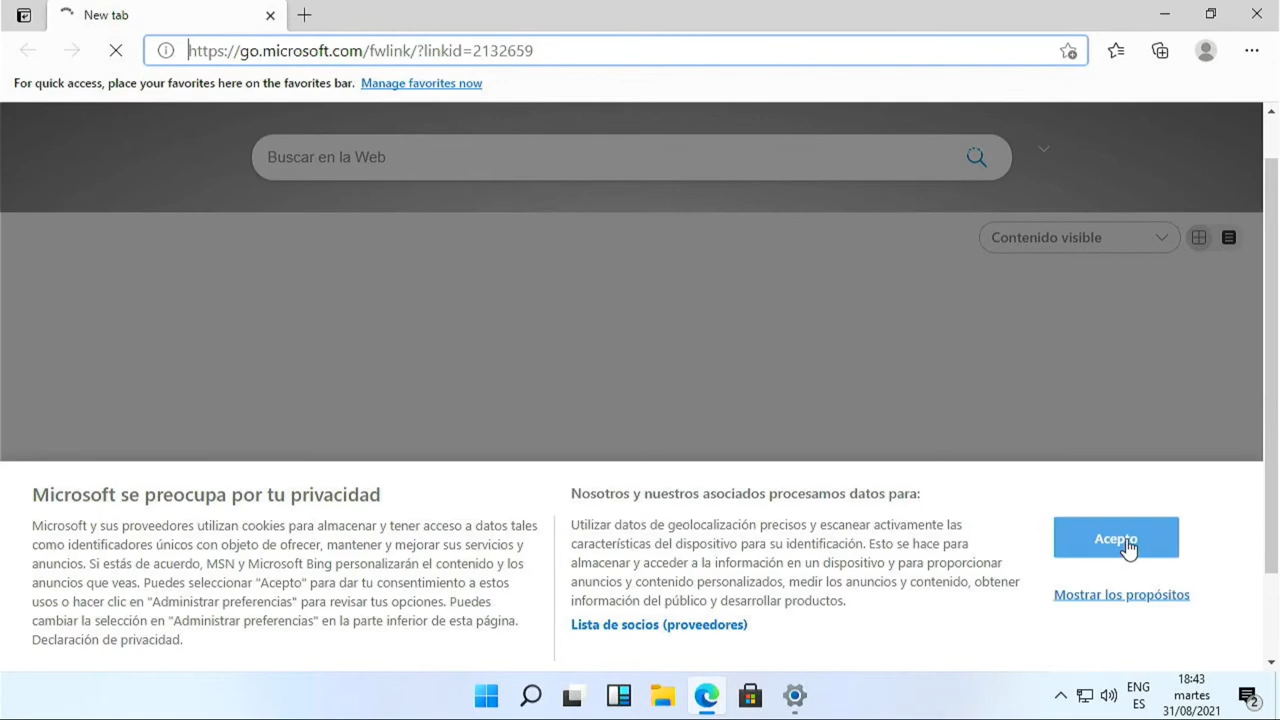 New tab
https://go.microsoft.com/fwlink/?linkid=2132659
For quick access, place your favorites here on the favorites bar. Manage favorites now
Buscar en la Web
Contenido visible
Microsoft se preocupa por tu privacidad
Microsoft y sus proveedores utilizan cookies para almacenar y tener acceso a datos tales
como identificadores únicos con objeto de ofrecer, mantener y mejorar sus servicios y
anuncios. Si estás de acuerdo, MSN y Microsoft Bing personalizarán el contenido y los
anuncios que veas. Puedes seleccionar "Acepto" para dar tu consentimiento a estos
usos o hacer clic en "Administrar preferencias" para revisar tus opciones. Puedes
cambiar la selección en "Administrar preferencias" en la parte inferior de esta página.
Declaración de privacidad.
Nosotros y nuestros asociados procesamos datos para:
Utilizar datos de geolocalización precisos y escanear activamente las
características del dispositivo para su identificación. Esto se hace para
almacenar y acceder a la información en un dispositivo y para proporcionar
anuncios y contenido personalizados, medir los anuncios y contenido, obtener
información del público y desarrollar productos.
Lista de socios (proveedores)
Acepto
Mostrar los propósitos
ENG
ES
18:43
martes
31/08/2021
2